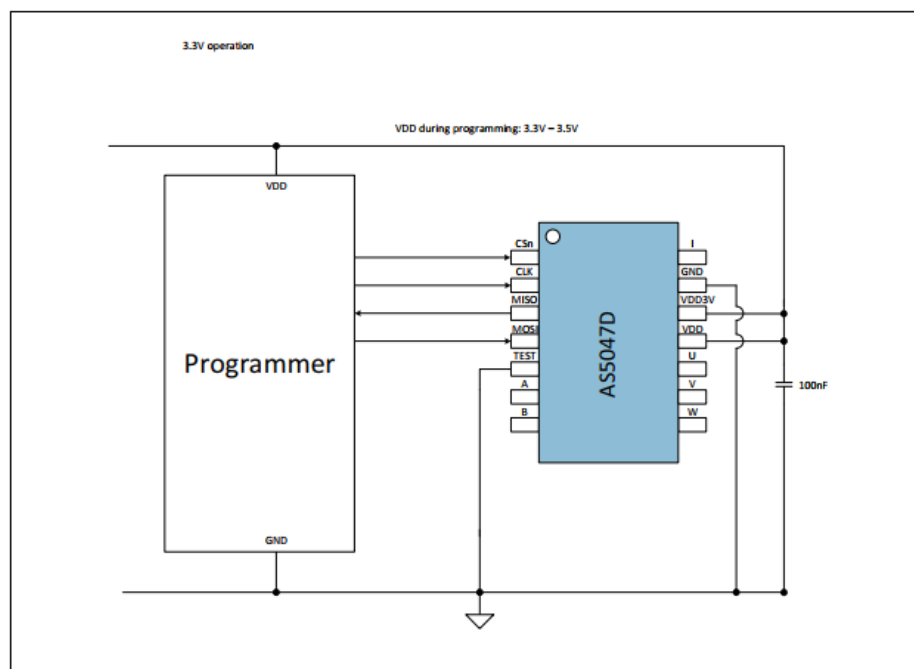 3.3V operation
VDD during programming: 3.3V – 3.5V
VDD
Programmer
GND
CSn
CLK
MISO
MOSI
TEST
A
B
AS5047D
I
GND
VDD3V
VDD
U
V
W
100nF